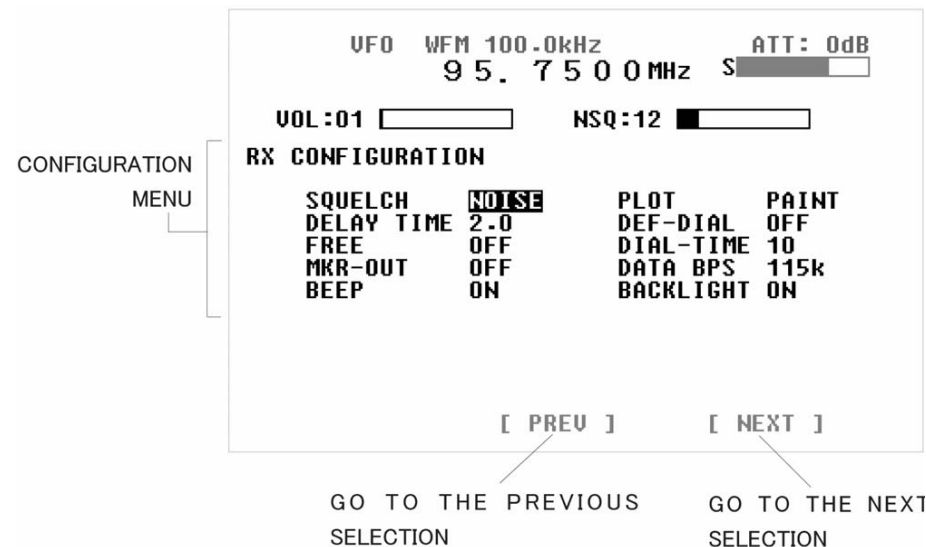 VFO WFM 100.0kHz ATT: 0dB
95.7500MHz S
VOL:01 NSQ:12
CONFIGURATION
MENU
RX CONFIGURATION
SQUELCH NOISE PLOT PAINT
DELAY TIME 2.0 DEF-DIAL OFF
FREE OFF DIAL-TIME 10
MKR-OUT OFF DATA BPS 115k
BEEP ON BACKLIGHT ON
[ PREV ] [ NEXT ]
GO TO THE PREVIOUS
SELECTION
GO TO THE NEXT
SELECTION